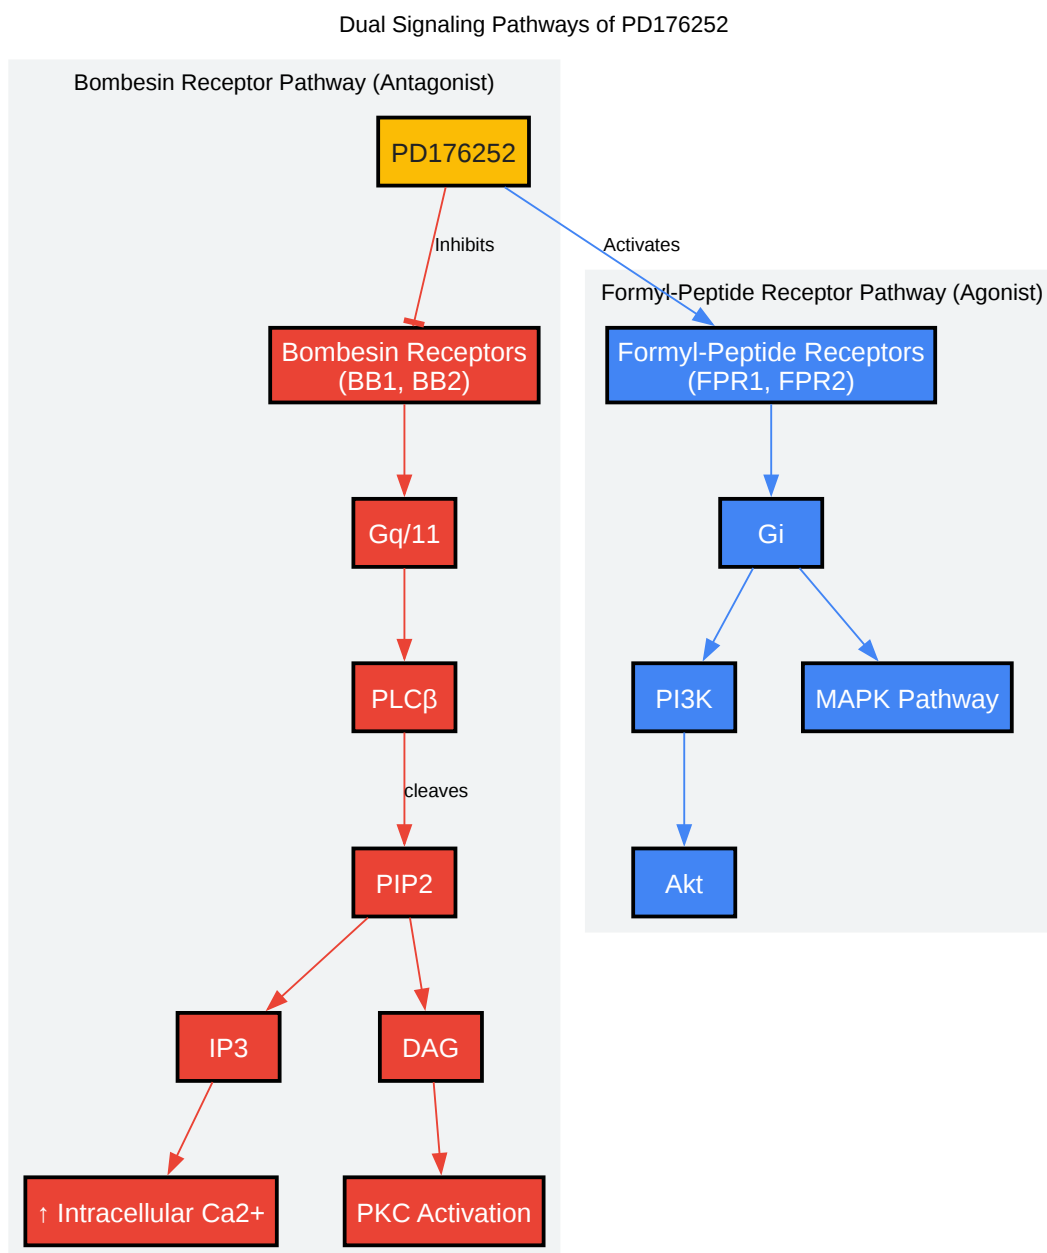 Dual Signaling Pathways of PD176252
Bombesin Receptor Pathway (Antagonist)
PD176252
Inhibits
Activates
Formyl-Peptide Receptor Pathway (Agonist)
Bombesin Receptors
(BB1, BB2)
Formyl-Peptide Receptors
(FPR1, FPR2)
Gq/11
Gi
PLCβ
PI3K
MAPK Pathway
cleaves
PIP2
Akt
IP3
DAG
↑ Intracellular Ca2+
PKC Activation